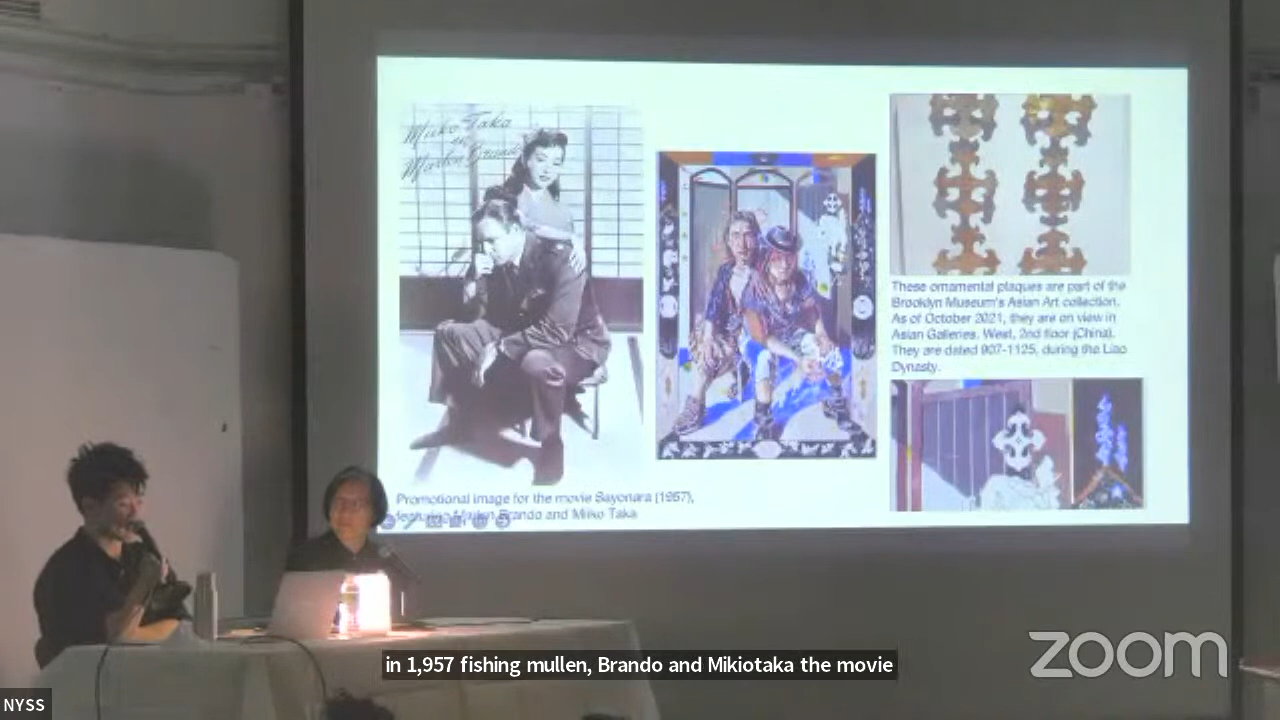 Miiko Taka
Marlon Brando
These ornamental plaques are part of the
Brooklyn Museum's Asian Art collection.
As of October 2021, they are on view in
Asian Galleries, West, 2nd floor (China).
They are dated 907-1125, during the Liao
Dynasty.
Promotional image for the movie Sayonara (1957),
featuring Marlon Brando and Miiko Taka
in 1,957 fishing mullen, Brando and Mikiotaka the movie
zoom
NYSS